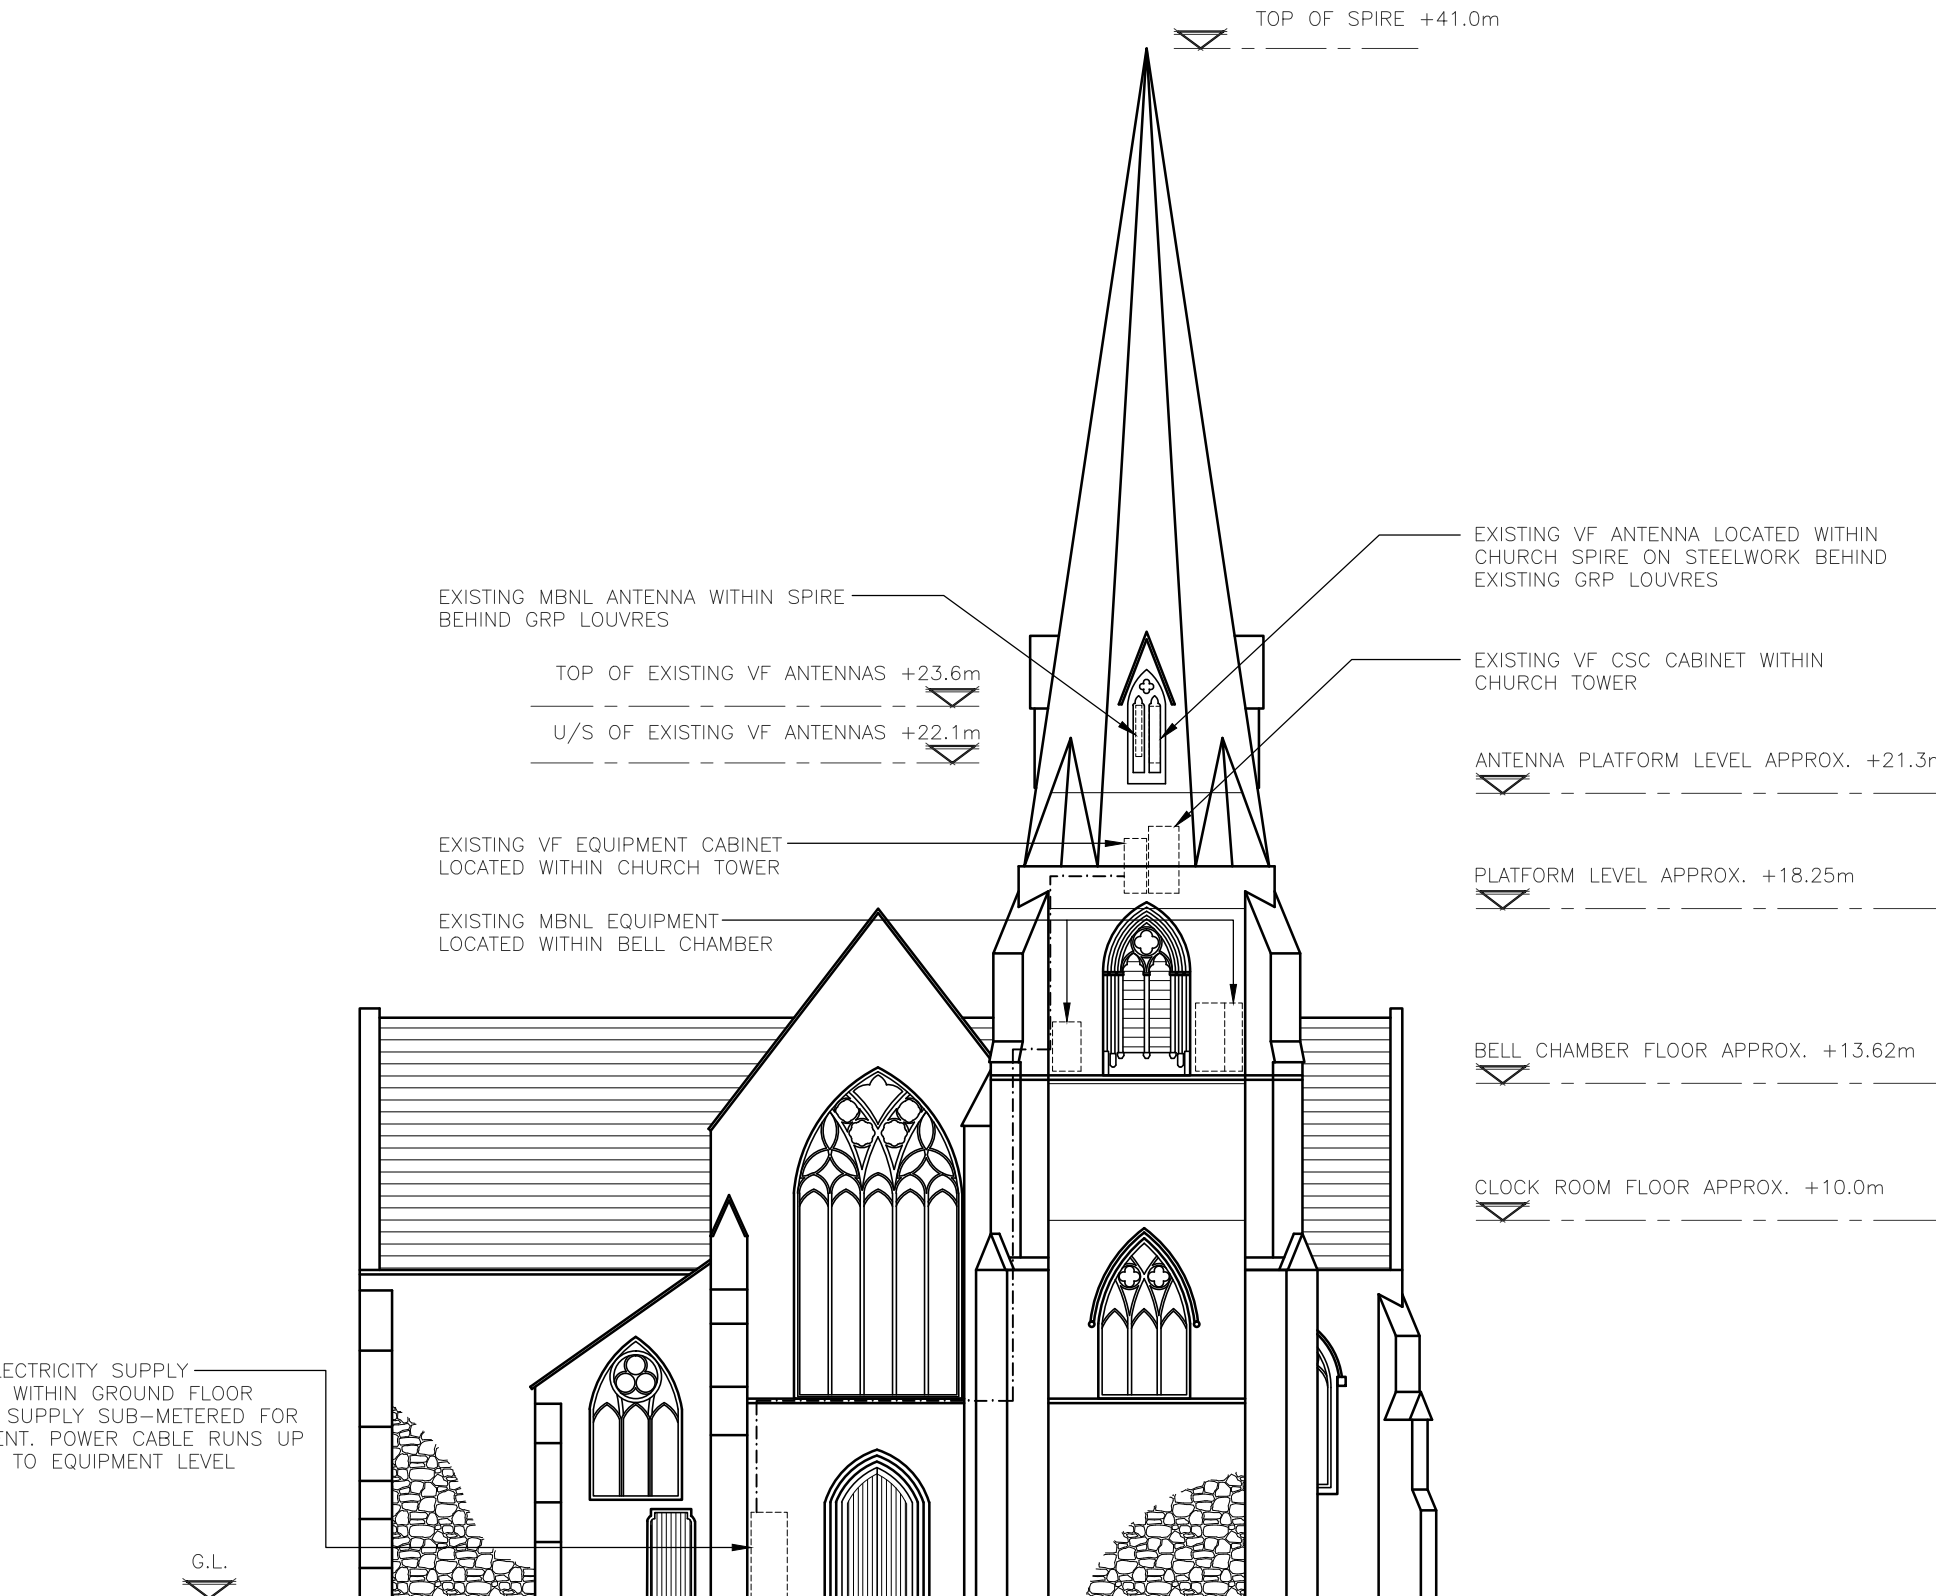 TOP OF SPIRE +41.0m
EXISTING VF ANTENNA LOCATED WITHIN
CHURCH SPIRE ON STEELWORK BEHIND
EXISTING GRP LOUVRES
EXISTING MBNL ANTENNA WITHIN SPIRE
BEHIND GRP LOUVRES
TOP OF EXISTING VF ANTENNAS +23.6m
U/S OF EXISTING VF ANTENNAS +22.1m
EXISTING VF CSC CABINET WITHIN
CHURCH TOWER
ANTENNA PLATFORM LEVEL APPROX. +21.3m
EXISTING VF EQUIPMENT CABINET
LOCATED WITHIN CHURCH TOWER
PLATFORM LEVEL APPROX. +18.25m
EXISTING MBNL EQUIPMENT
LOCATED WITHIN BELL CHAMBER
BELL CHAMBER FLOOR APPROX. +13.62m
CLOCK ROOM FLOOR APPROX. +10.0m
LECTRICITY SUPPLY
WITHIN GROUND FLOOR
SUPPLY SUB-METERED FOR
ENT. POWER CABLE RUNS UP
TO EQUIPMENT LEVEL
G.L.